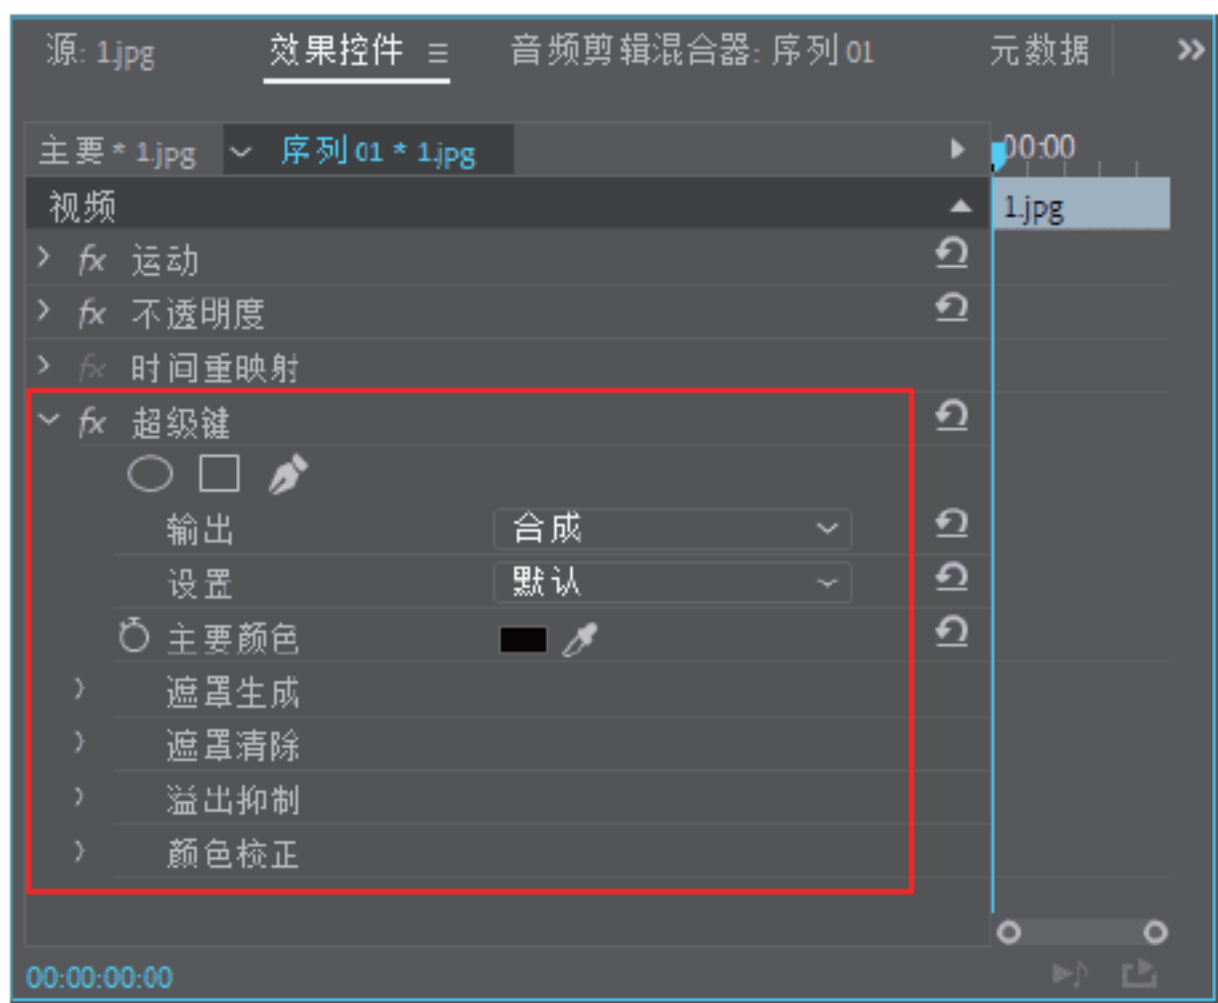 源: 1.jpg 效果控件 ≡ 音频剪辑混合器: 序列 01 元数据 »
主要 * 1.jpg 序列 01 * 1.jpg 00:00
视频 1.jpg
fx 运动
fx 不透明度
fx 时间重映射
fx 超级键
输出 合成
设置 默认
主要颜色
遮罩生成
遮罩清除
溢出抑制
颜色校正
00:00:00:00